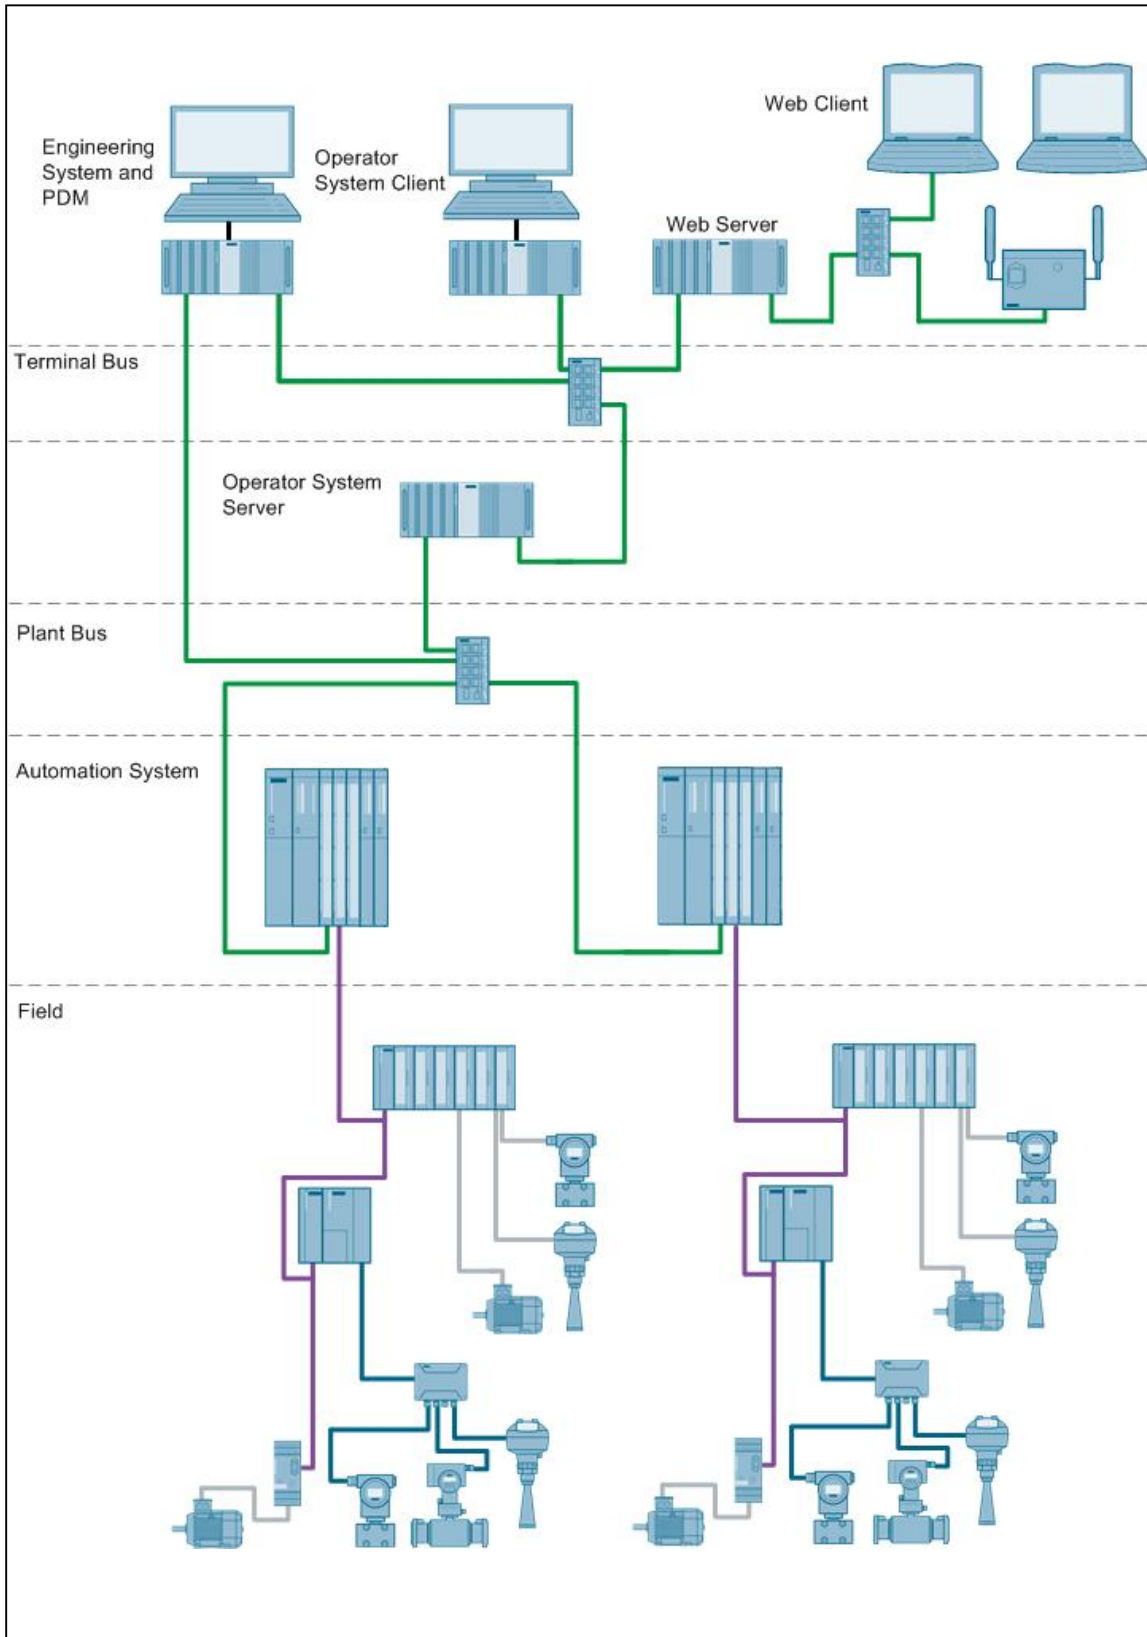 Web Client
Engineering
System and
PDM
Operator
System Client
Web Server
Terminal Bus
Operator System
Server
Plant Bus
Automation System
Field